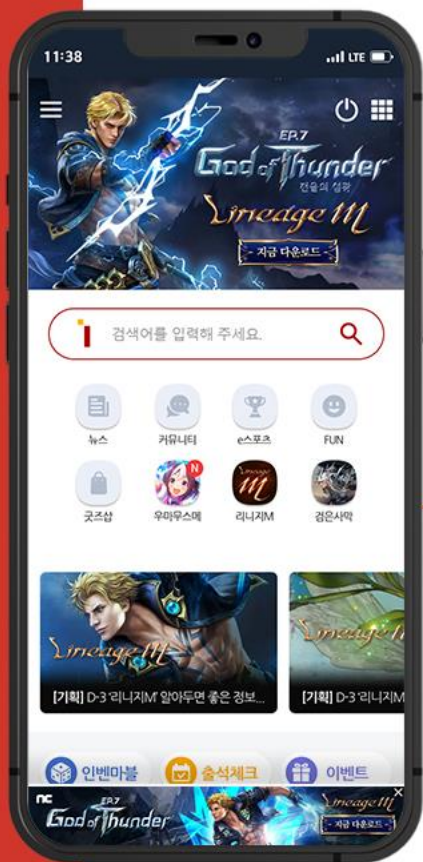 11:38
LTE
EP.7
God of Thunder
전율의 섬광
Lineage M
지금 다운로드
검색어를 입력해 주세요.
뉴스
커뮤니티
e스포츠
FUN
N
굿즈샵
우마무스메
Lineage
M
리니지M
검은사막
Lineage M
[기획] D-3 '리니지M' 알아두면 좋은 정보...
Lineage M
[기획] D-3 '리니지M
인벤마블
출석체크
이벤트
NC
EP.7
God of Thunder
Lineage M
지금 다운로드